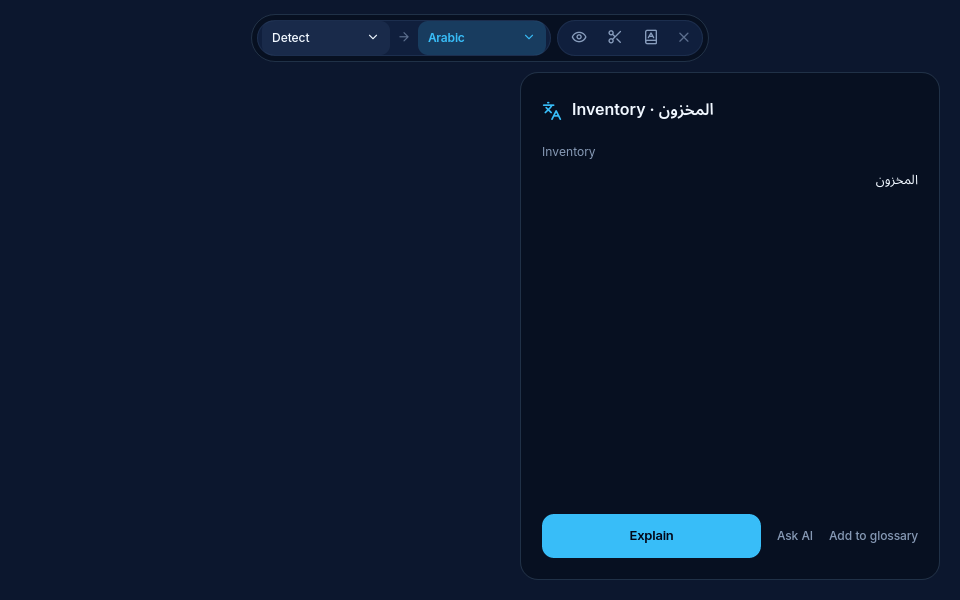 Detect
Arabic
Inventory · المخزون
Inventory
المخزون
Explain
Ask AI
Add to glossary